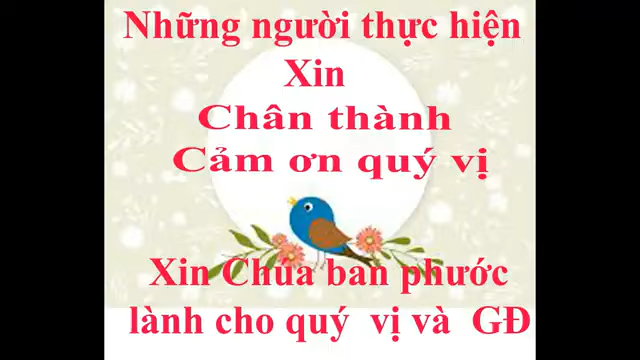 Những người thực hiện
Xin
Chân thành
Cảm ơn quý vị
Xin Chúa ban phước
lành cho quý vị và GĐ